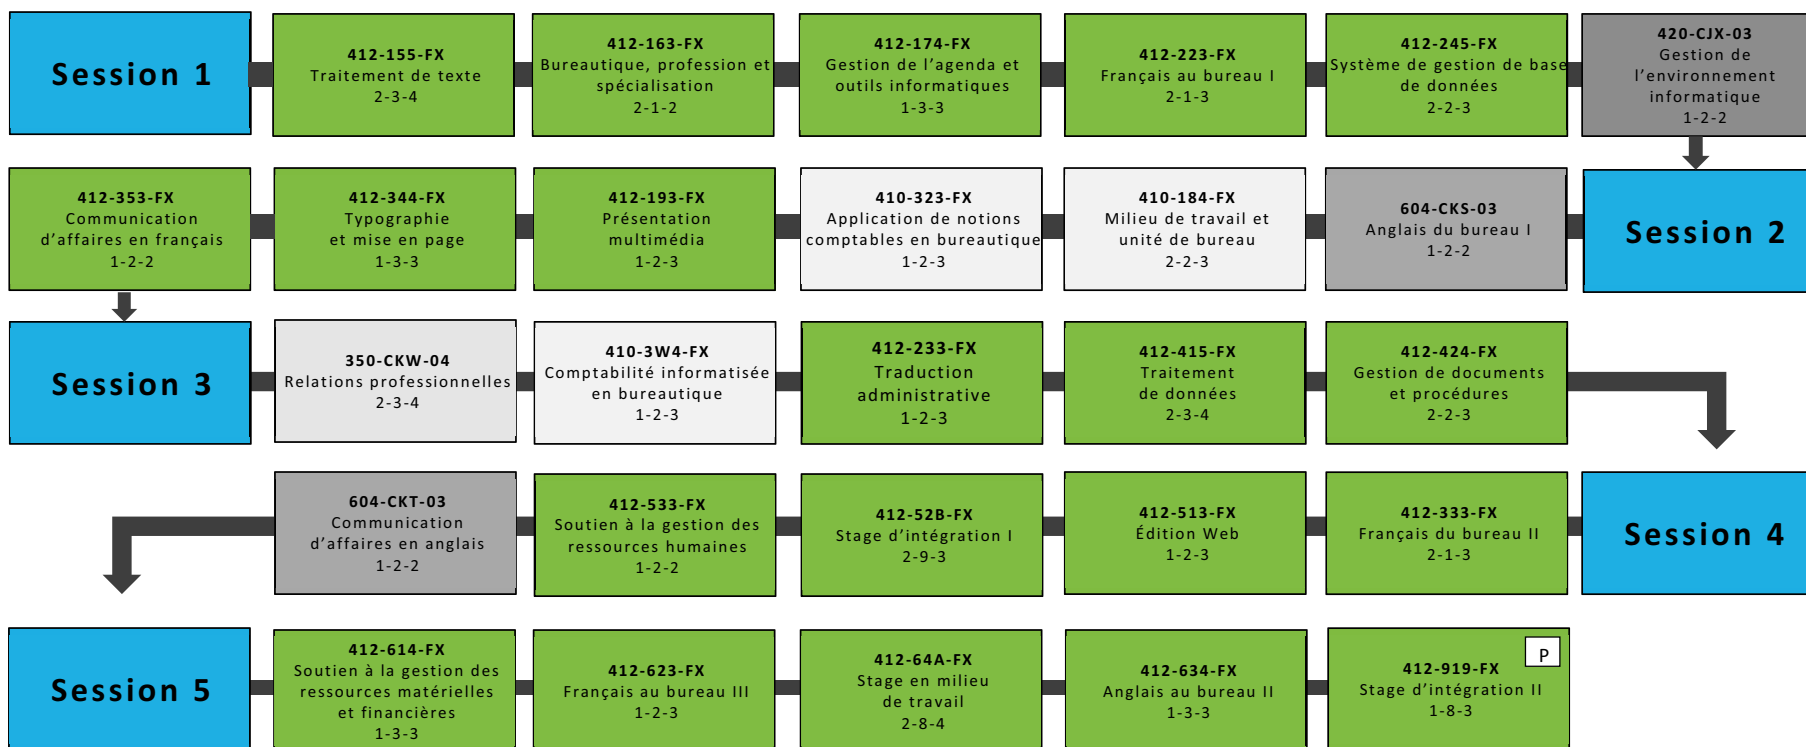 Session 1
412-155-FX
Traitement de texte
2-3-4
412-163-FX
Bureautique, profession et
spécialisation
2-1-2
412-174-FX
Gestion de l'agenda et
outils informatiques
1-3-3
412-223-FX
Français au bureau I
2-1-3
412-245-FX
Système de gestion de base
de données
2-2-3
420-CJX-03
Gestion de
l'environnement
informatique
1-2-2
412-353-FX
Communication
d'affaires en français
1-2-2
412-344-FX
Typographie
et mise en page
1-3-3
412-193-FX
Présentation
multimédia
1-2-3
410-323-FX
Application de notions
comptables en bureautique
1-2-3
410-184-FX
Milieu de travail et
unité de bureau
2-2-3
604-CKS-03
Anglais du bureau I
1-2-2
Session 2
Session 3
350-CKW-04
Relations professionnelles
2-3-4
410-3W4-FX
Comptabilité informatisée
en bureautique
1-2-3
412-233-FX
Traduction
administrative
1-2-3
412-415-FX
Traitement
de données
2-3-4
412-424-FX
Gestion de documents
et procédures
2-2-3
604-CKT-03
Communication
d'affaires en anglais
1-2-2
412-533-FX
Soutien à la gestion des
ressources humaines
1-2-2
412-52B-FX
Stage d'intégration I
2-9-3
412-513-FX
Édition Web
1-2-3
412-333-FX
Français du bureau II
2-1-3
Session 4
Session 5
412-614-FX
Soutien à la gestion des
ressources matérielles
et financières
1-3-3
412-623-FX
Français au bureau III
1-2-3
412-64A-FX
Stage en milieu
de travail
2-8-4
412-634-FX
Anglais au bureau II
1-3-3
P
412-919-FX
Stage d'intégration II
1-8-3